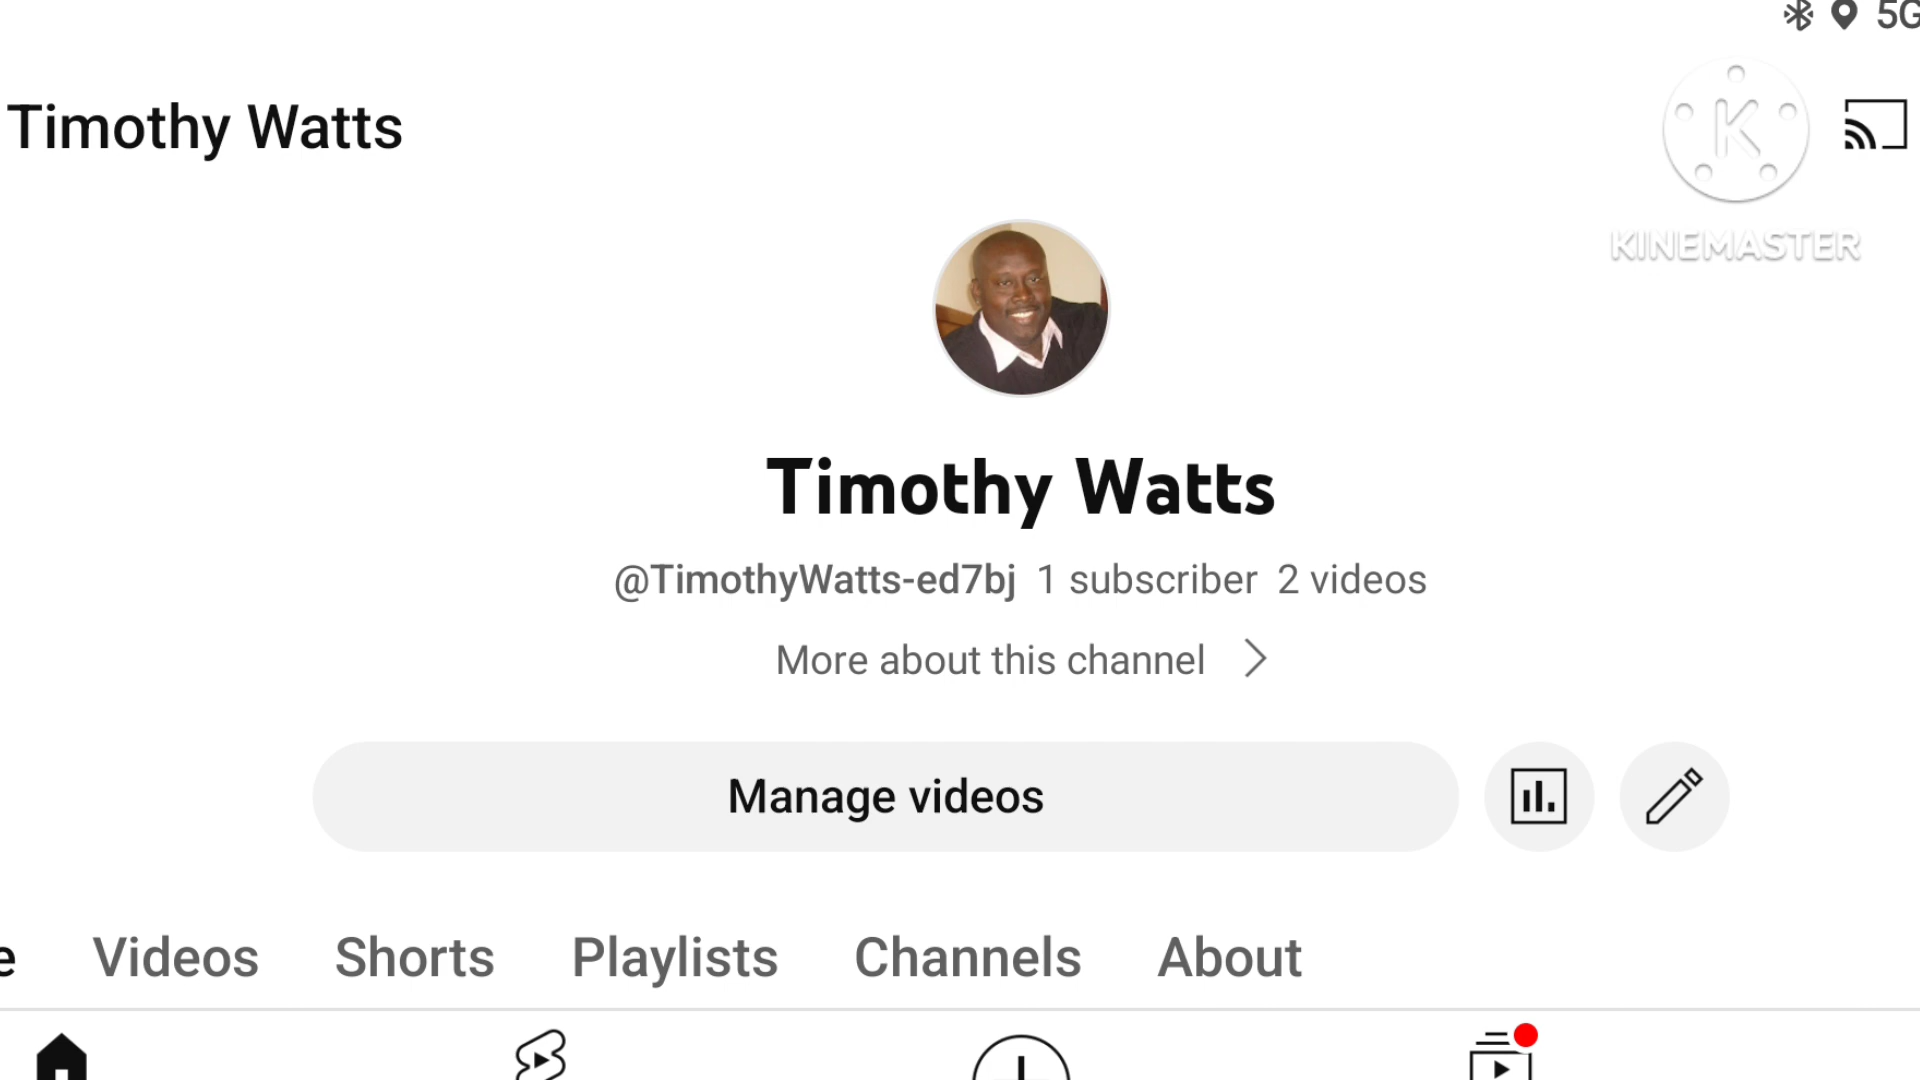 5G
Timothy Watts
K
KINEMASTER
Timothy Watts
@TimothyWatts-ed7bj 1 subscriber 2 videos
More about this channel
Manage videos
e Videos Shorts Playlists Channels About